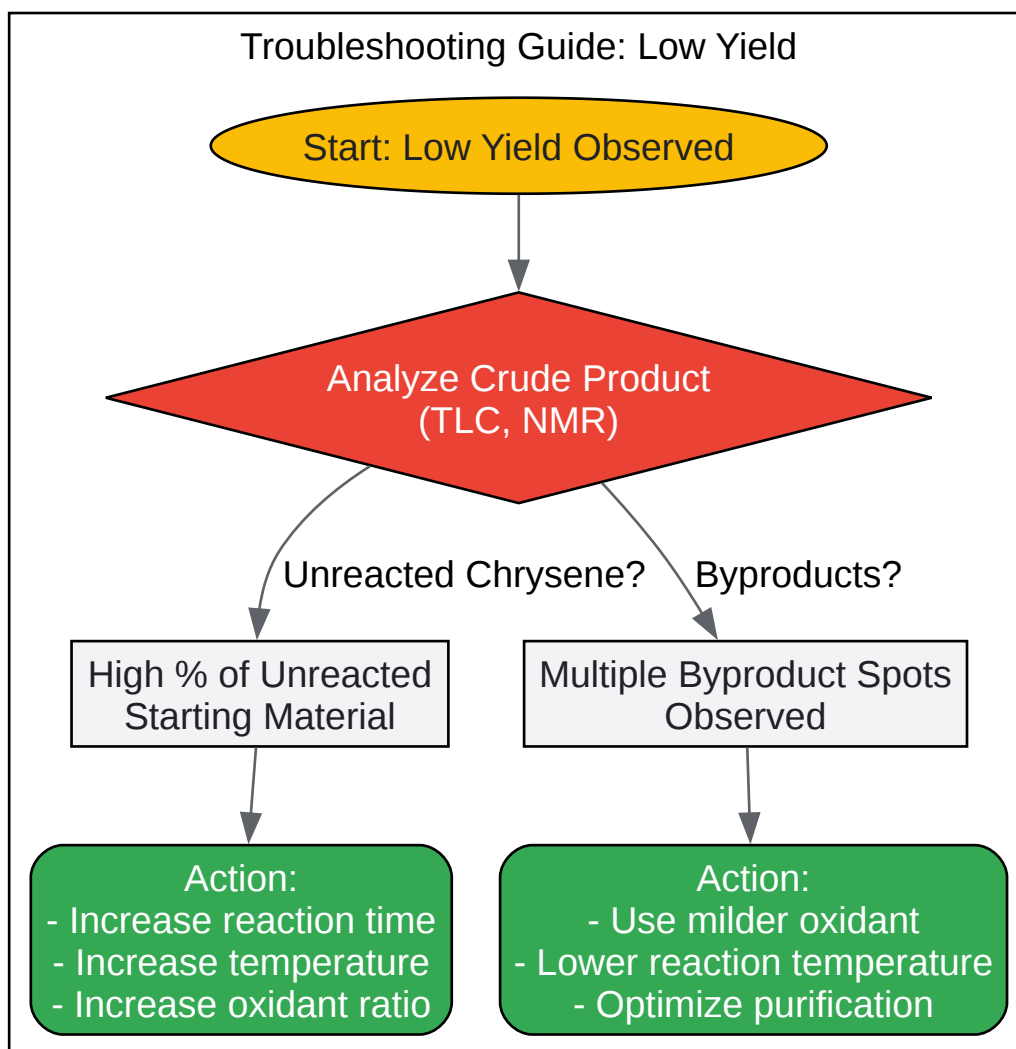 Troubleshooting Guide: Low Yield
Start: Low Yield Observed
Analyze Crude Product
(TLC, NMR)
Unreacted Chrysene?
Byproducts?
High % of Unreacted
Starting Material
Multiple Byproduct Spots
Observed
Action:
- Increase reaction time
- Increase temperature
- Increase oxidant ratio
Action:
- Use milder oxidant
- Lower reaction temperature
- Optimize purification